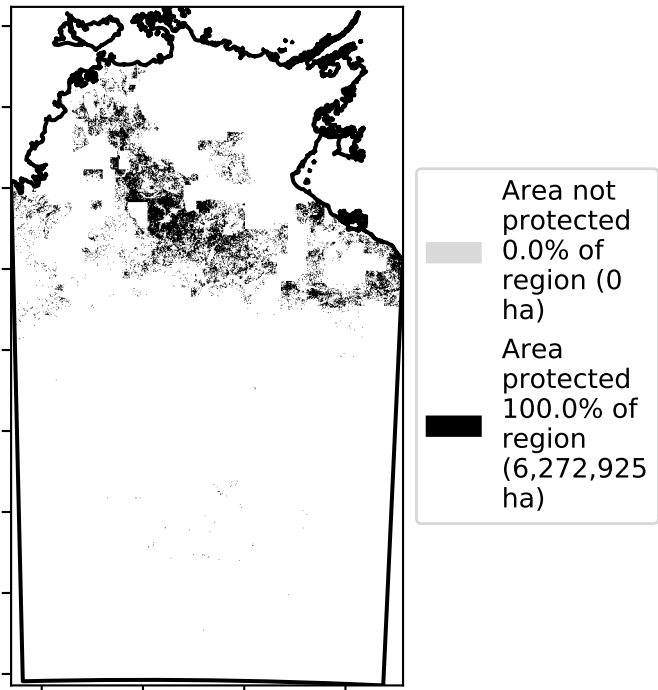 Area not
protected
0.0% of
region (0
ha)
Area
protected
100.0% of
region
(6,272,925
ha)